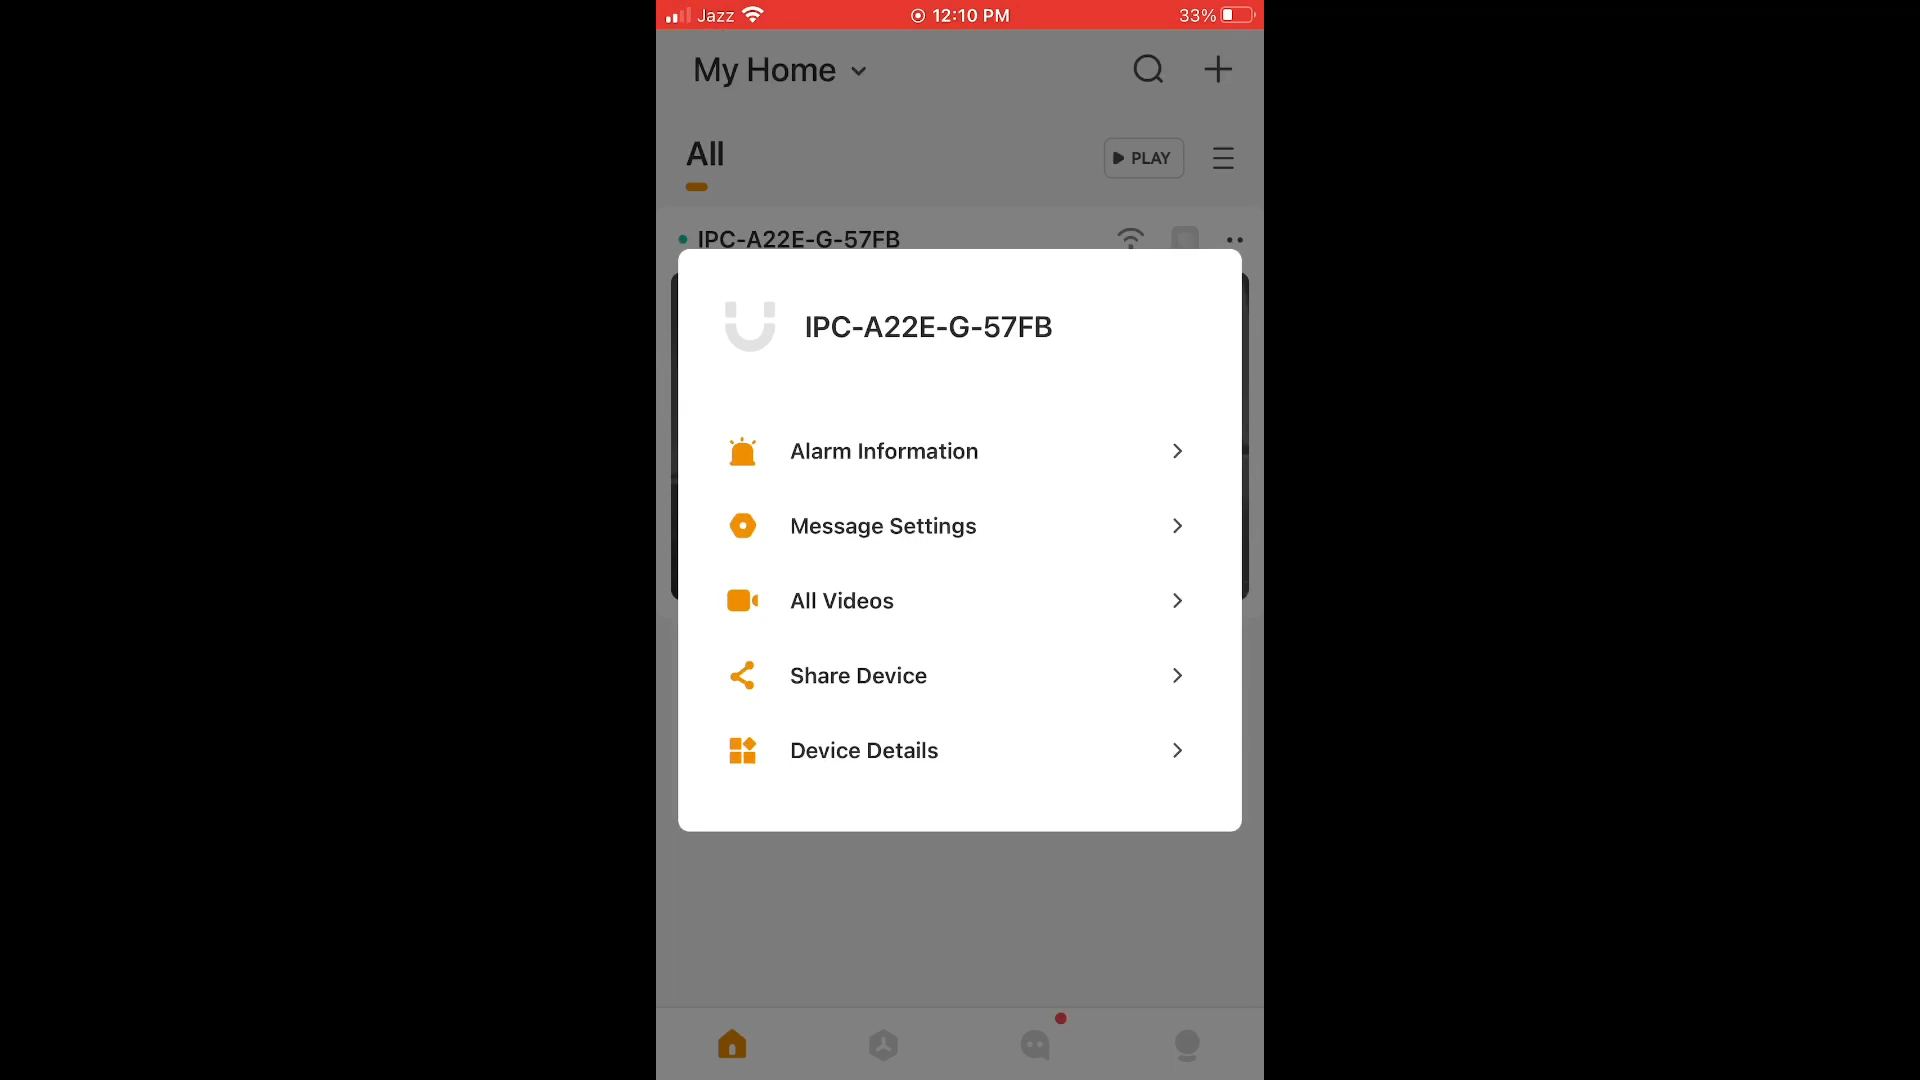 Jazz 12:10 PM 33%
My Home
All PLAY
IPC-A22E-G-57FB
IPC-A22E-G-57FB
Alarm Information
Message Settings
All Videos
Share Device
Device Details